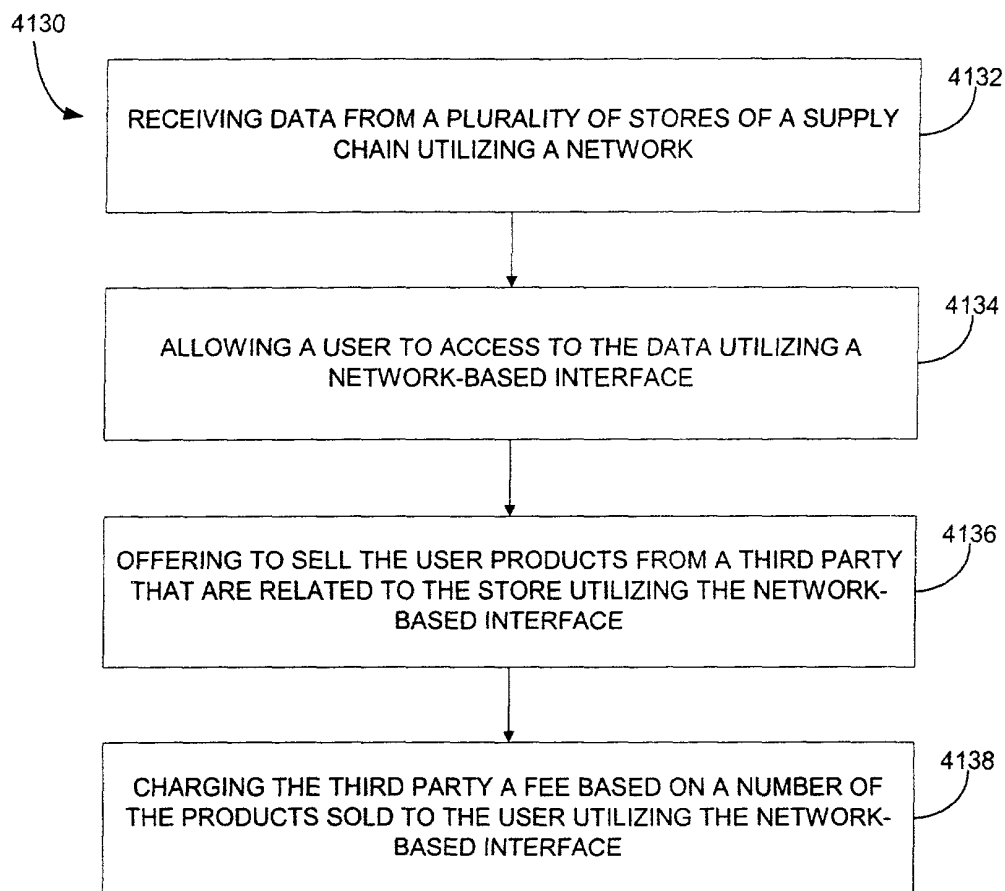 4130
4132
RECEIVING DATA FROM A PLURALITY OF STORES OF A SUPPLY
CHAIN UTILIZING A NETWORK
4134
ALLOWING A USER TO ACCESS TO THE DATA UTILIZING A
NETWORK-BASED INTERFACE
4136
OFFERING TO SELL THE USER PRODUCTS FROM A THIRD PARTY
THAT ARE RELATED TO THE STORE UTILIZING THE NETWORK-
BASED INTERFACE
4138
CHARGING THE THIRD PARTY A FEE BASED ON A NUMBER OF
THE PRODUCTS SOLD TO THE USER UTILIZING THE NETWORK-
BASED INTERFACE